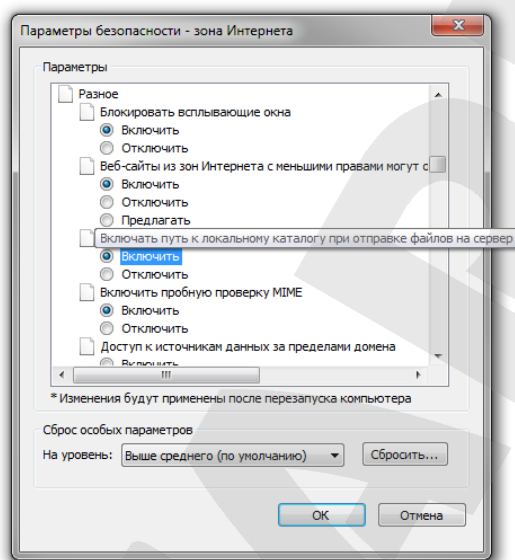 Параметры безопасности - зона Интернета
Параметры
Разное
Блокировать всплывающие окна
Включить
Отключить
Веб-сайты из зон Интернета с меньшими правами могут
Включить
Отключить
Предлагать
Включать путь к локальному каталогу при отправке файлов на сервер
Включить
Отключить
Включить пробную проверку MIME
Включить
Отключить
Доступ к источникам данных за пределами домена
Включить
* Изменения будут применены после перезапуска компьютера
Сброс особых параметров
На уровень: Выше среднего (по умолчанию) Сбросить...
ОК Отмена